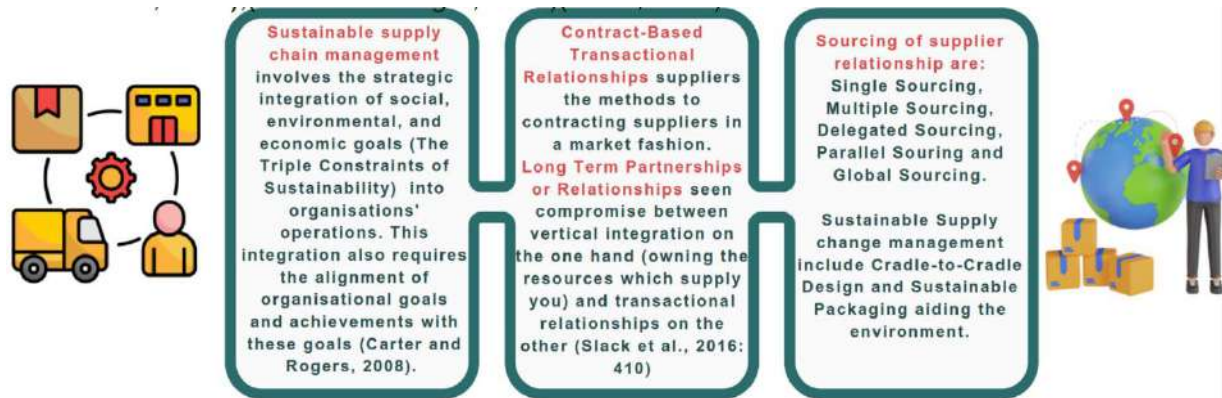 Sustainable supply
chain management
involves the strategic
integration of social,
environmental, and
economic goals (The
Triple Constraints of
Sustainability) into
organisations'
operations. This
integration also requires
the alignment of
organisational goals
and achievements with
these goals (Carter and
Rogers, 2008).
Contract-Based
Transactional
Relationships suppliers
the methods to
contracting suppliers in
a market fashion.
Long Term Partnerships
or Relationships seen
compromise between
vertical integration on
the one hand (owning the
resources which supply
you) and transactional
relationships on the
other (Slack et al., 2016:
410)
Sourcing of supplier
relationship are:
Single Sourcing,
Multiple Sourcing,
Delegated Sourcing,
Parallel Souring and
Global Sourcing.
Sustainable Supply
change management
include Cradle-to-Cradle
Design and Sustainable
Packaging aiding the
environment.